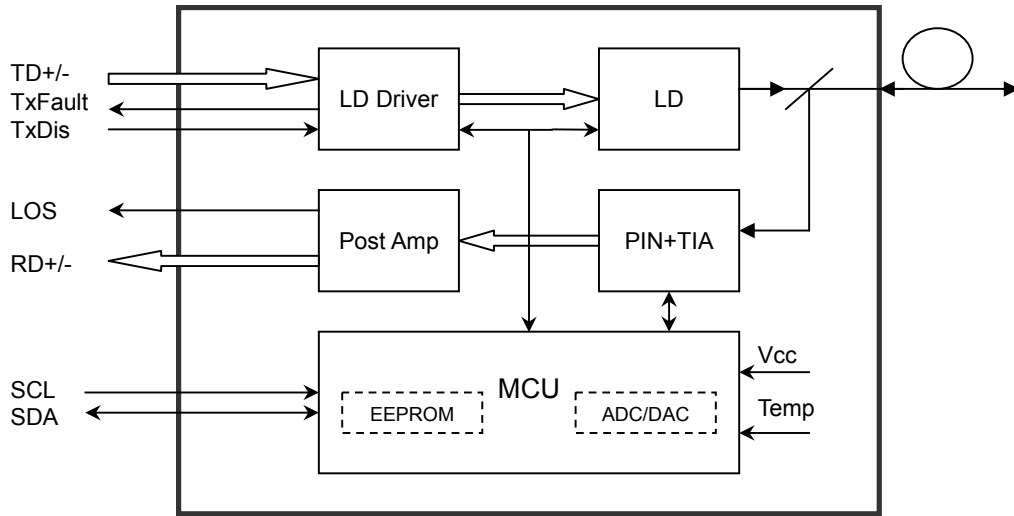 TD+/-
TxFault
TxDis
LD Driver
LD
LOS
RD+/-
Post Amp
PIN+TIA
SCL
SDA
MCU
EEPROM
ADC/DAC
Vcc
Temp